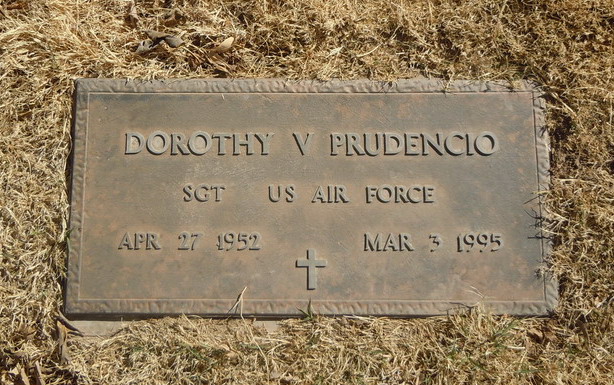 DOROTHY V PRUDENCIO
SGT US AIR FORCE
APR 27 1952 MAR 3 1995